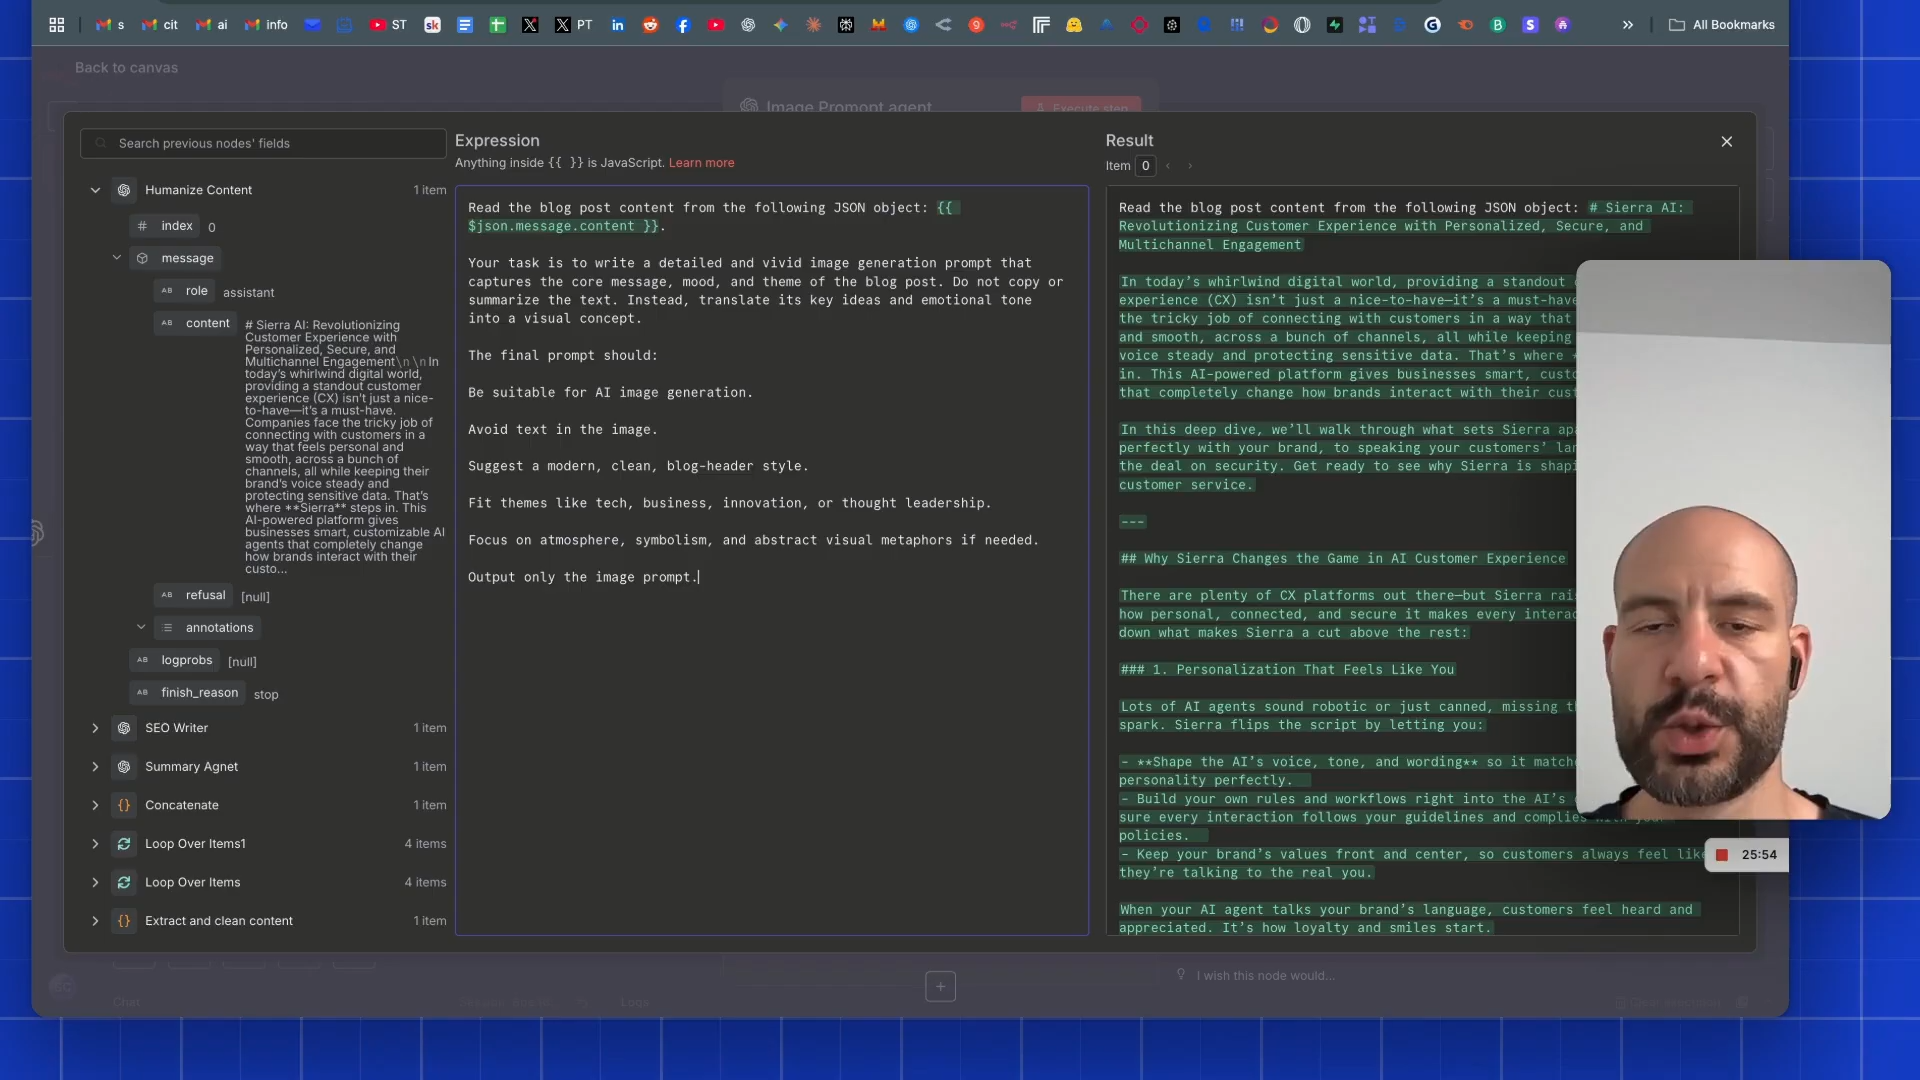 s
cit
ai
info
ST
PT
All Bookmarks
Back to canvas
Image Promopt agent
Execute step
Search previous nodes' fields
Humanize Content
1 item
# index
0
message
AB role
assistant
AB content
# Sierra AI: Revolutionizing
Customer Experience with
Personalized, Secure, and
Multichannel Engagement\n\nIn
today's whirlwind digital world,
providing a standout customer
experience (CX) isn't just a nice-
to-have—it's a must-have.
Companies face the tricky job of
connecting with customers in a
way that feels personal and
smooth, across a bunch of
channels, all while keeping their
brand's voice steady and
protecting sensitive data. That's
where **Sierra** steps in. This
AI-powered platform gives
businesses smart, customizable AI
agents that completely change
how brands interact with their
custo...
AB refusal
[null]
annotations
AB logprobs
[null]
AB finish_reason
stop
SEO Writer
1 item
Summary Agnet
1 item
Concatenate
1 item
Loop Over Items1
4 items
Loop Over Items
4 items
Extract and clean content
1 item
Expression
Anything inside {{ }} is JavaScript. Learn more
Read the blog post content from the following JSON object: {{
$json.message.content }}.
Your task is to write a detailed and vivid image generation prompt that
captures the core message, mood, and theme of the blog post. Do not copy or
summarize the text. Instead, translate its key ideas and emotional tone
into a visual concept.
The final prompt should:
Be suitable for AI image generation.
Avoid text in the image.
Suggest a modern, clean, blog-header style.
Fit themes like tech, business, innovation, or thought leadership.
Focus on atmosphere, symbolism, and abstract visual metaphors if needed.
Output only the image prompt.
Result
Item 0
Read the blog post content from the following JSON object: # Sierra AI:
Revolutionizing Customer Experience with Personalized, Secure, and
Multichannel Engagement
In today's whirlwind digital world, providing a standout
experience (CX) isn't just a nice-to-have—it's a must-have
the tricky job of connecting with customers in a way that
and smooth, across a bunch of channels, all while keeping
voice steady and protecting sensitive data. That's where
in. This AI-powered platform gives businesses smart, cust
that completely change how brands interact with their cust
In this deep dive, we'll walk through what sets Sierra ap
perfectly with your brand, to speaking your customers' la
the deal on security. Get ready to see why Sierra is shap
customer service.
---
## Why Sierra Changes the Game in AI Customer Experience
There are plenty of CX platforms out there—but Sierra rai
how personal, connected, and secure it makes every interac
down what makes Sierra a cut above the rest:
### 1. Personalization That Feels Like You
Lots of AI agents sound robotic or just canned, missing t
spark. Sierra flips the script by letting you:
- **Shape the AI's voice, tone, and wording** so it match
personality perfectly.
- Build your own rules and workflows right into the AI's
sure every interaction follows your guidelines and complies with your
policies.
- Keep your brand's values front and center, so customers always feel like
they're talking to the real you.
When your AI agent talks your brand's language, customers feel heard and
appreciated. It's how loyalty and smiles start.
25:54
I wish this node would...
Chat
Logs
Clear execution